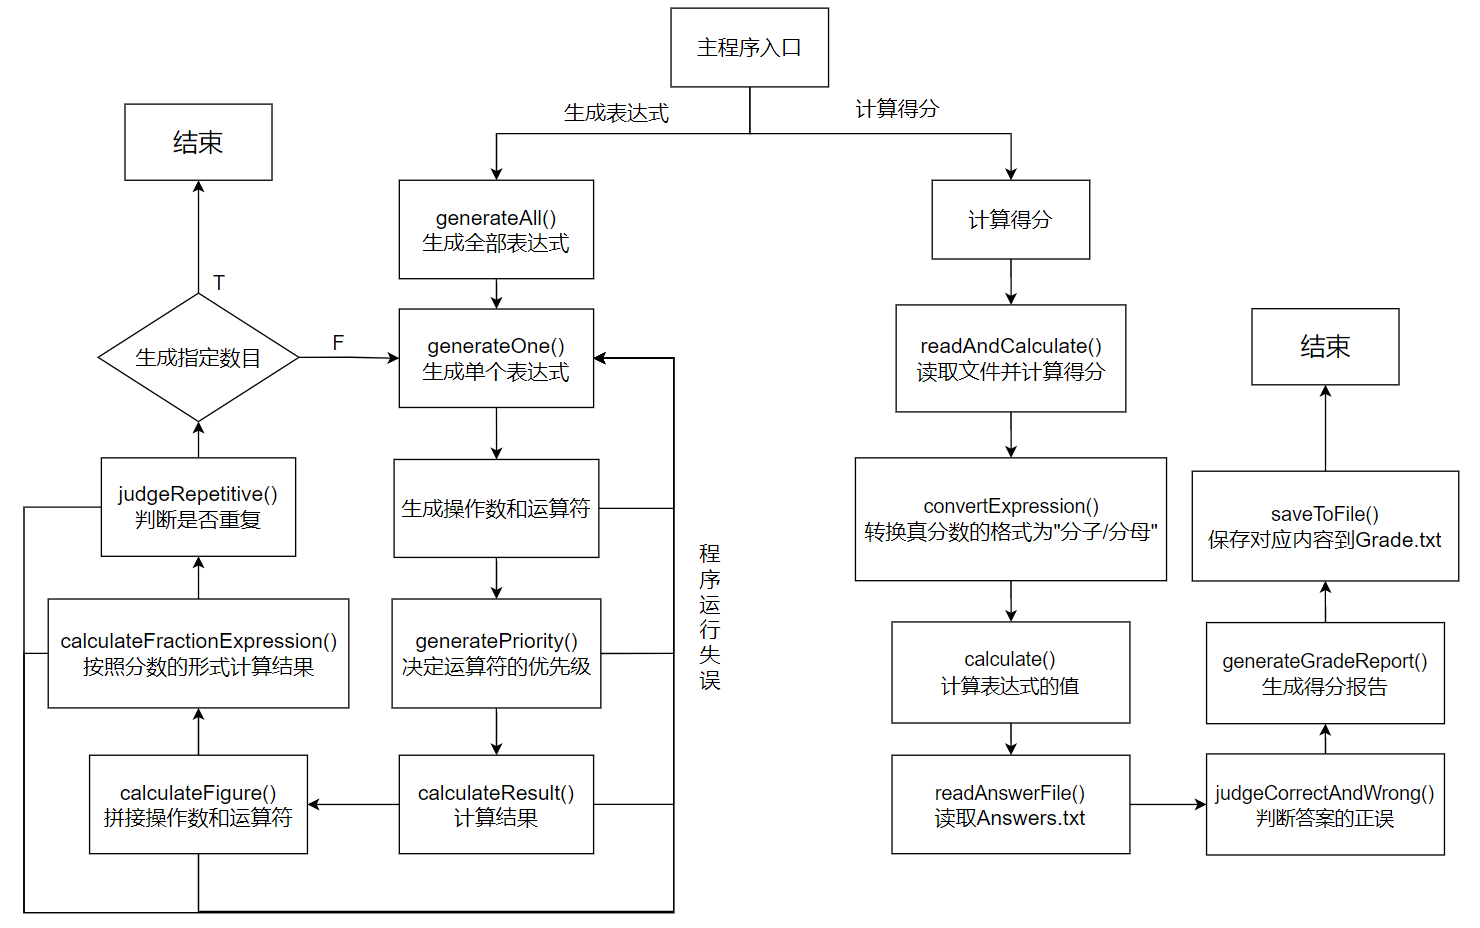 主程序入口
生成表达式
计算得分
结束
generateAll()
生成全部表达式
计算得分
T
生成指定数目
F
generateOne()
生成单个表达式
readAndCalculate()
读取文件并计算得分
结束
judgeRepetitive()
判断是否重复
生成操作数和运算符
convertExpression()
转换真分数的格式为"分子/分母"
saveToFile()
保存对应内容到Grade.txt
程
序
运
行
失
误
calculateFractionExpression()
按照分数的形式计算结果
generatePriority()
决定运算符的优先级
calculate()
计算表达式的值
generateGradeReport()
生成得分报告
calculateFigure()
拼接操作数和运算符
calculateResult()
计算结果
readAnswerFile()
读取Answers.txt
judgeCorrectAndWrong()
判断答案的正误